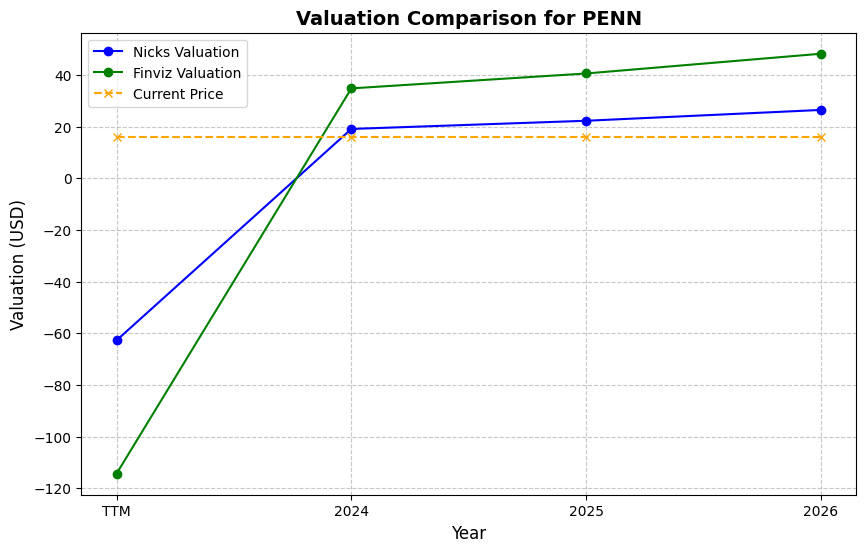 Valuation Comparison for PENN
Nicks Valuation
Finviz Valuation
Current Price
Valuation (USD)
40
20
0
−20
−40
−60
−80
−100
−120
TTM
2024
2025
2026
Year